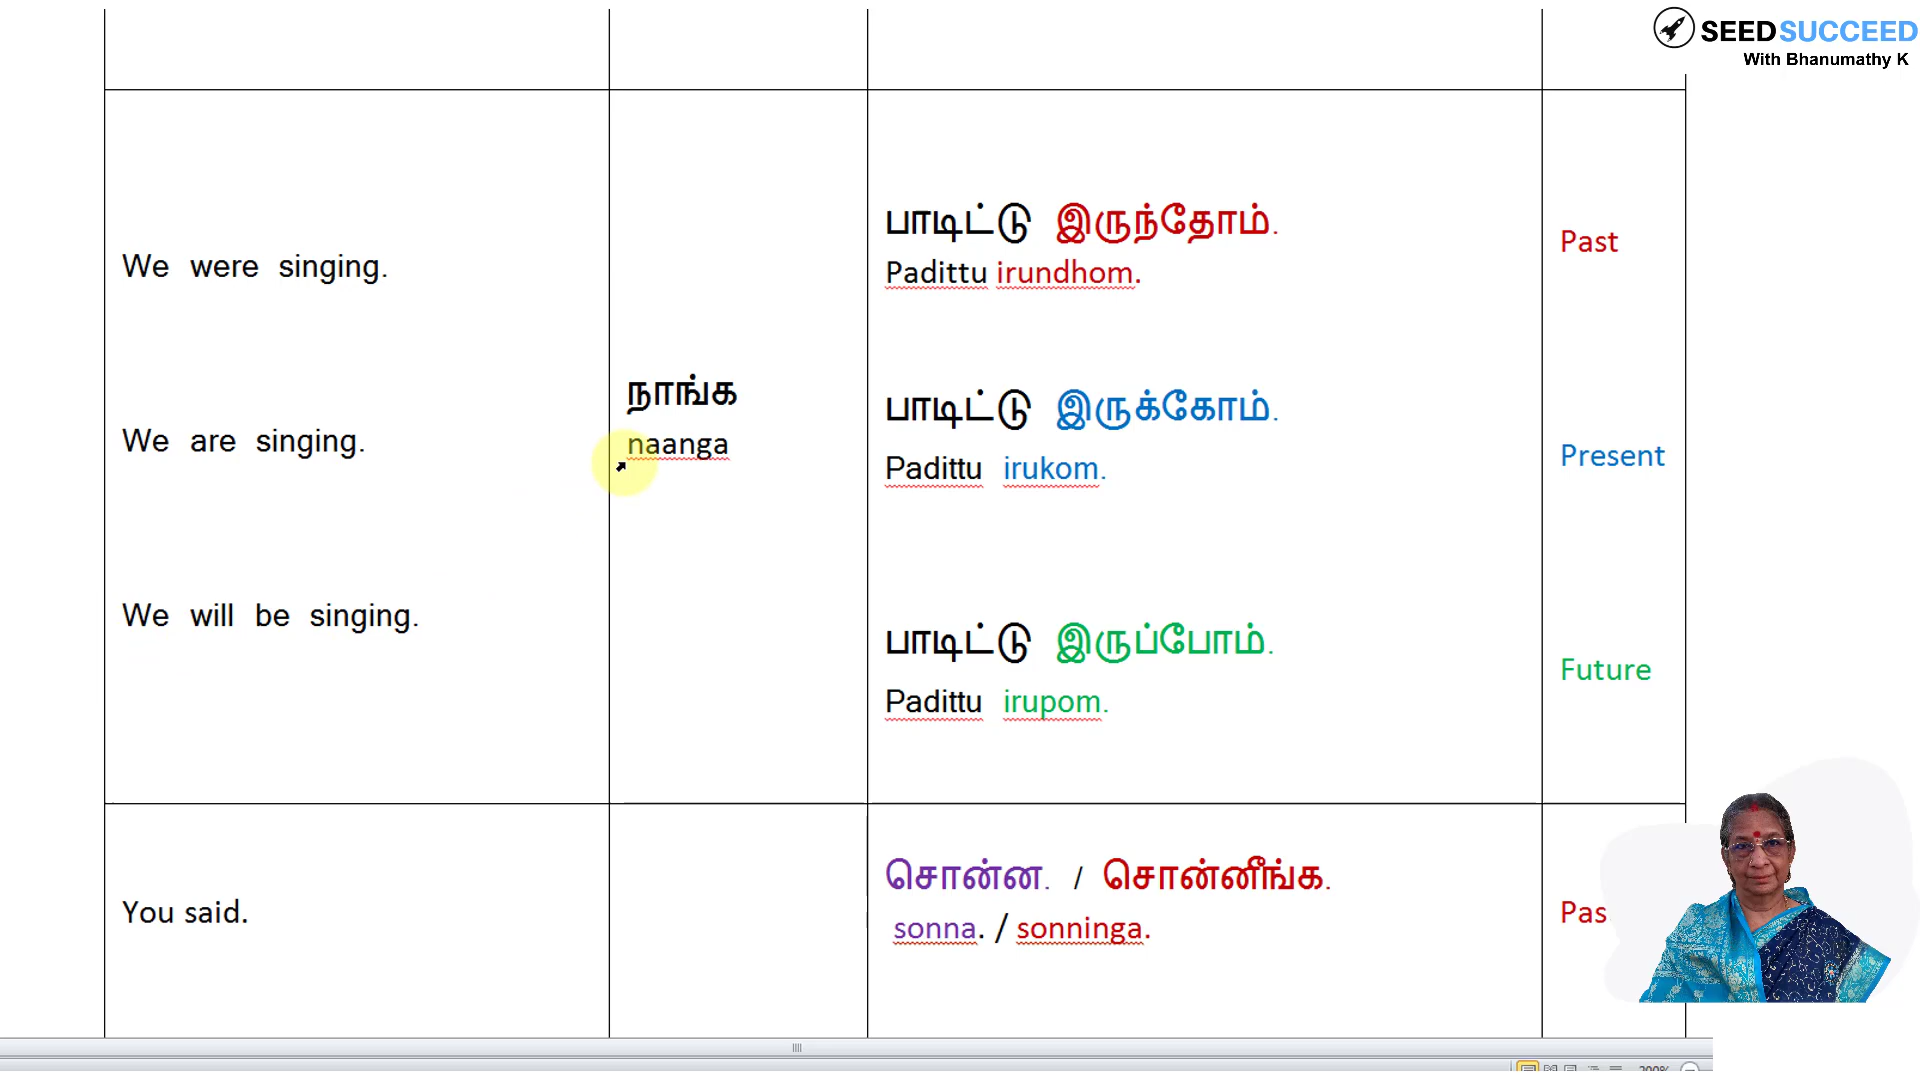 SEEDSUCCEED
With Bhanumathy K
We were singing.
பாடிட்டு இருந்தோம்.
Padittu irundhom.
Past
நாங்க
naanga
We are singing.
பாடிட்டு இருக்கோம்.
Padittu irukom.
Present
We will be singing.
பாடிட்டு இருப்போம்.
Padittu irupom.
Future
You said.
சொன்ன. / சொன்னீங்க.
sonna. / sonninga.
Pas